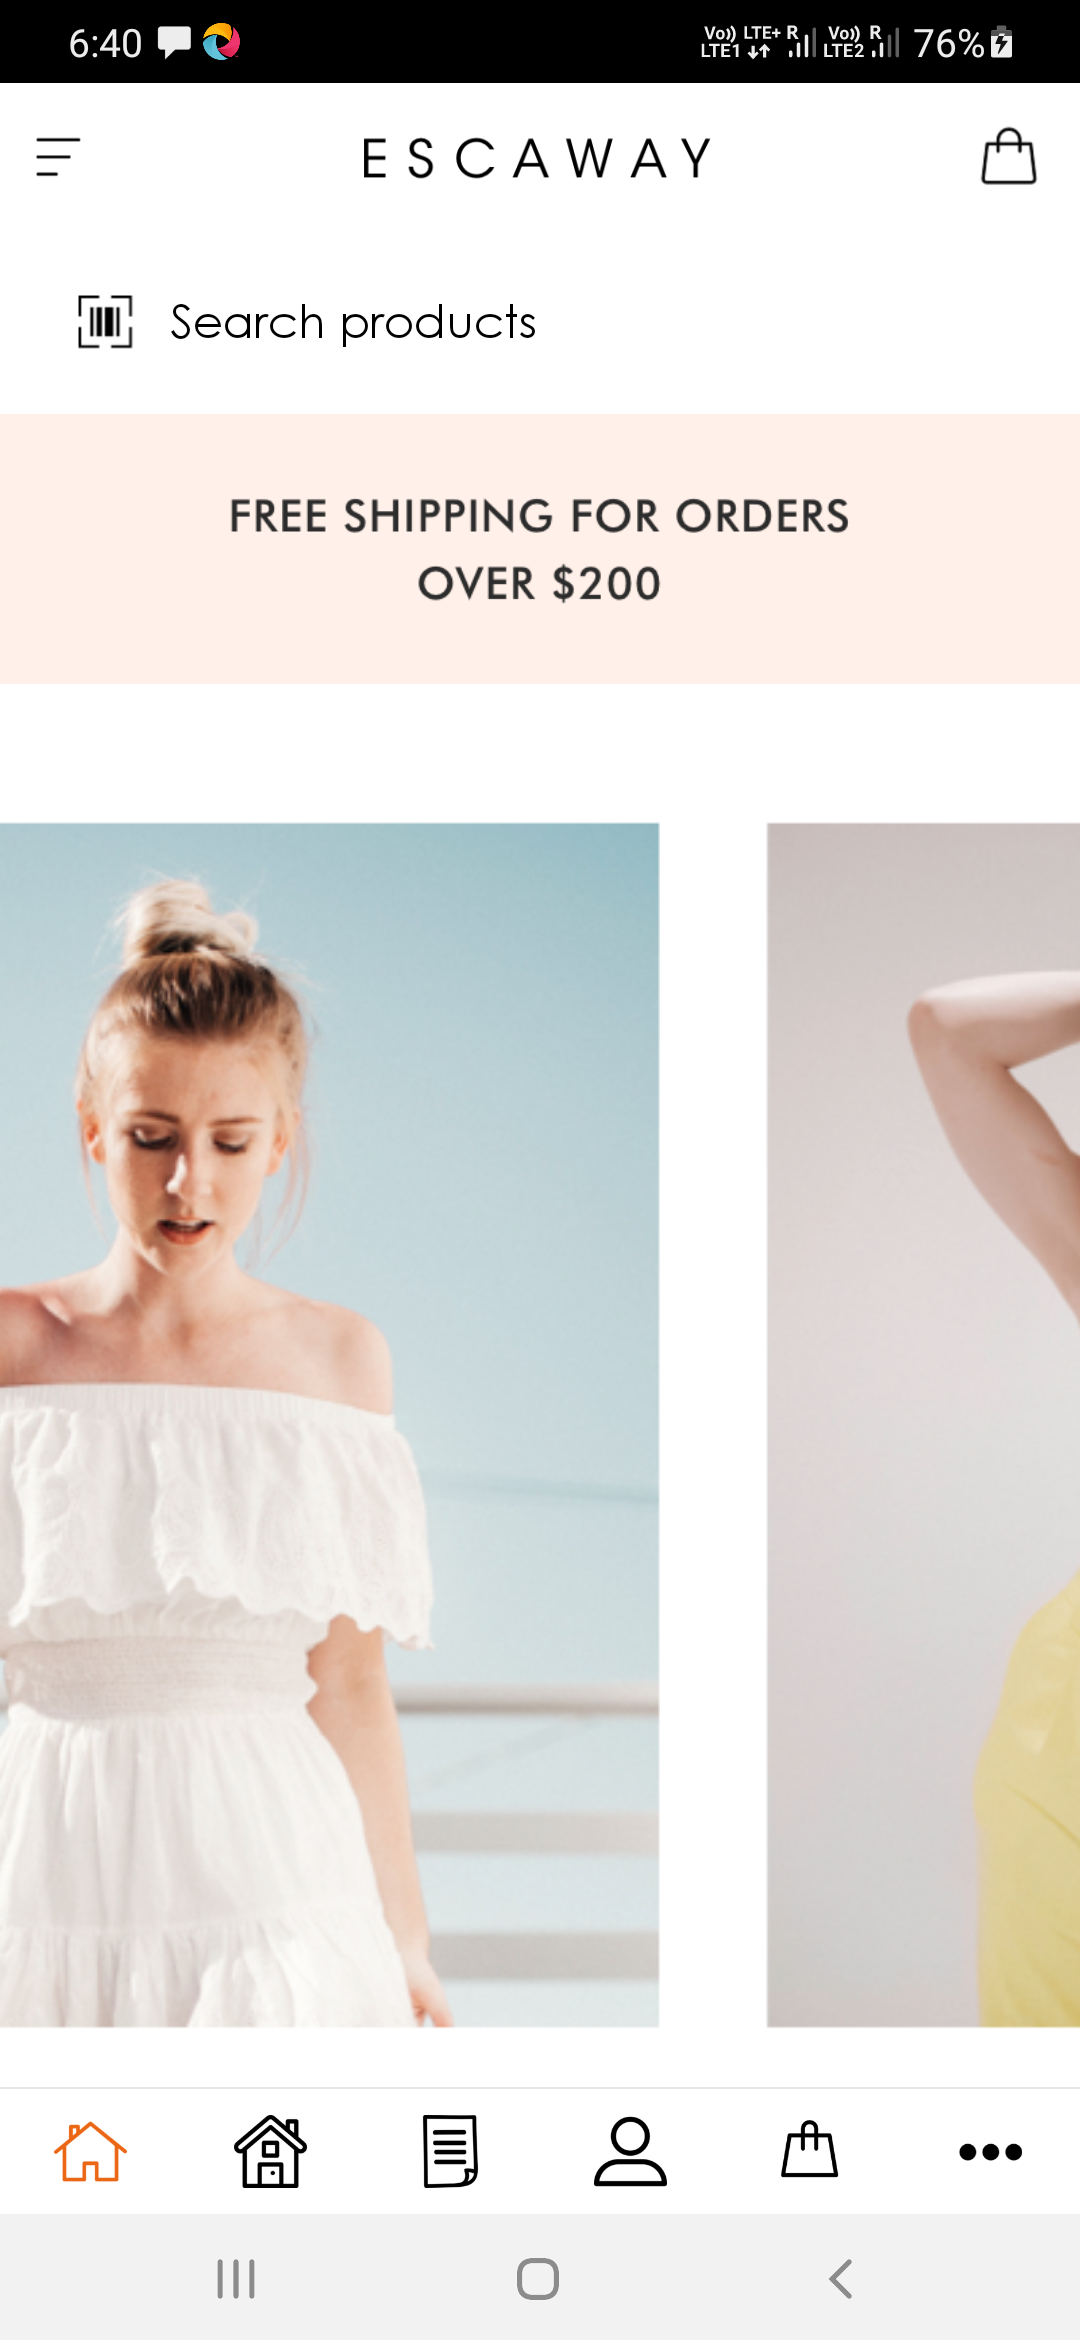 6:40
Vo)) LTE+ R Vo)) R
LTE1 LTE2 76%
ESCAWAY
Search products
FREE SHIPPING FOR ORDERS
OVER $200